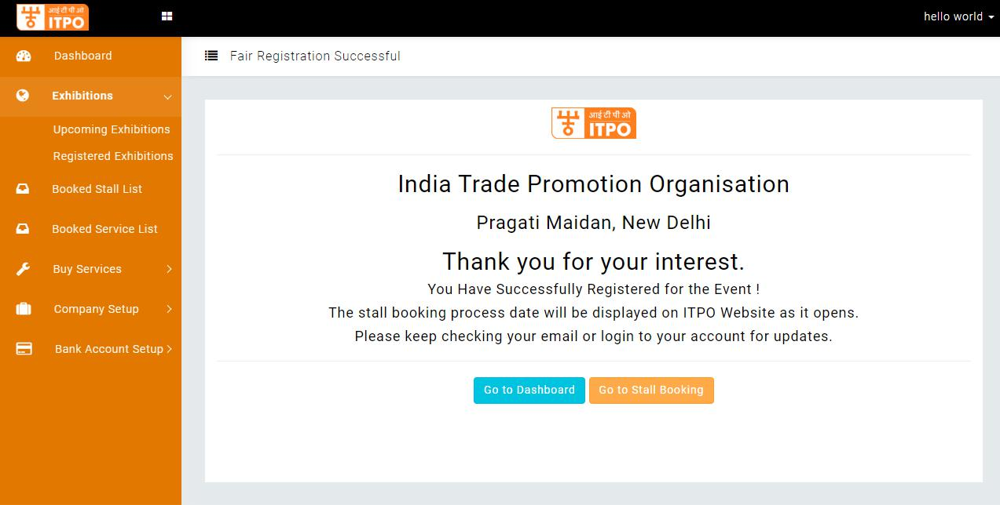 आई टी पी ओ
ITPO
hello world
Dashboard
Exhibitions
Upcoming Exhibitions
Registered Exhibitions
Booked Stall List
Booked Service List
Buy Services
Company Setup
Bank Account Setup
Fair Registration Successful
आई टी पी ओ
ITPO
India Trade Promotion Organisation
Pragati Maidan, New Delhi
Thank you for your interest.
You Have Successfully Registered for the Event !
The stall booking process date will be displayed on ITPO Website as it opens.
Please keep checking your email or login to your account for updates.
Go to Dashboard
Go to Stall Booking